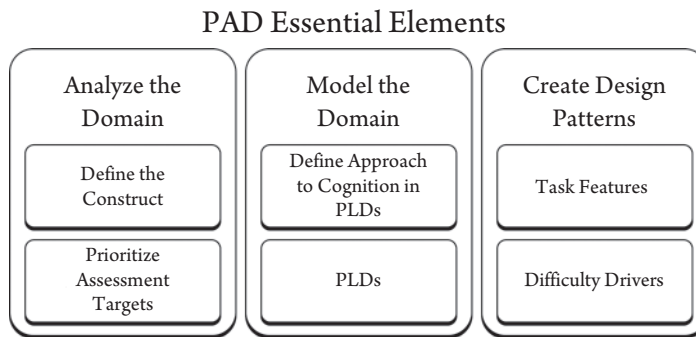 PAD Essential Elements
Analyze the
Domain
Define the
Construct
Prioritize
Assessment
Targets
Model the
Domain
Define Approach
to Cognition in
PLDs
PLDs
Create Design
Patterns
Task Features
Difficulty Drivers